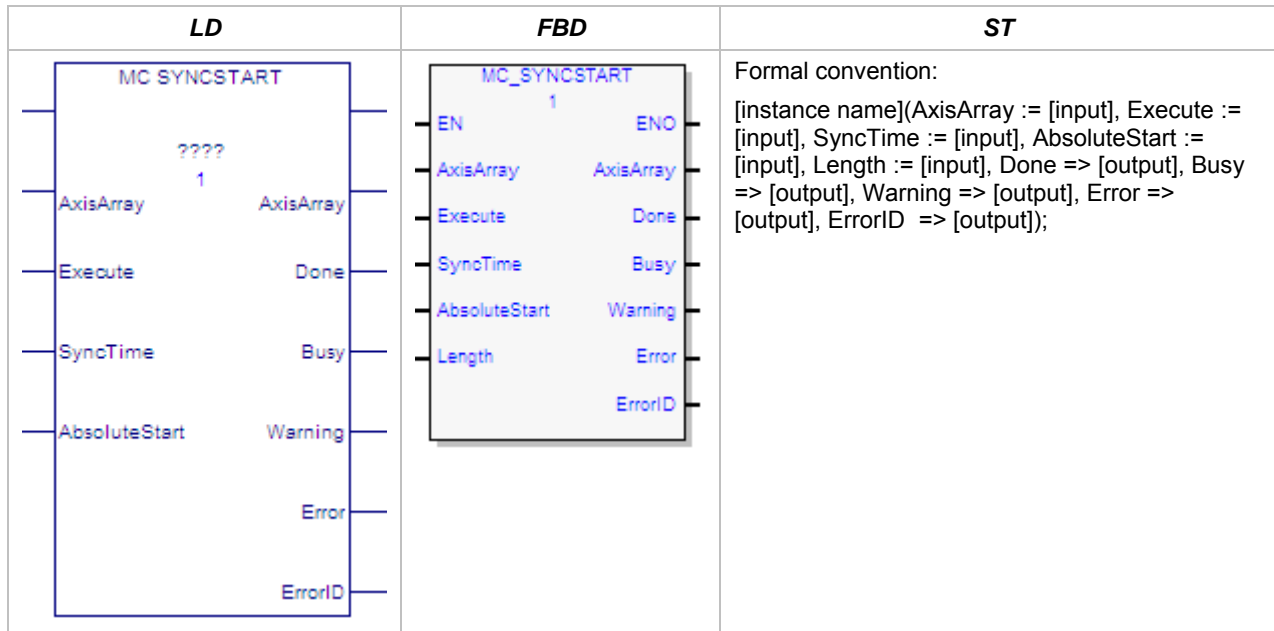 LD
FBD
ST
MC SYNCSTART
????
1
AxisArray AxisArray
Execute Done
SyncTime Busy
AbsoluteStart Warning
Error
ErrorID
MC_SYNCSTART
1
EN ENO
AxisArray AxisArray
Execute Done
SyncTime Busy
AbsoluteStart Warning
Length Error
ErrorID
Formal convention:
[instance name](AxisArray := [input], Execute :=
[input], SyncTime := [input], AbsoluteStart :=
[input], Length := [input], Done => [output], Busy
=> [output], Warning => [output], Error =>
[output], ErrorID => [output]);